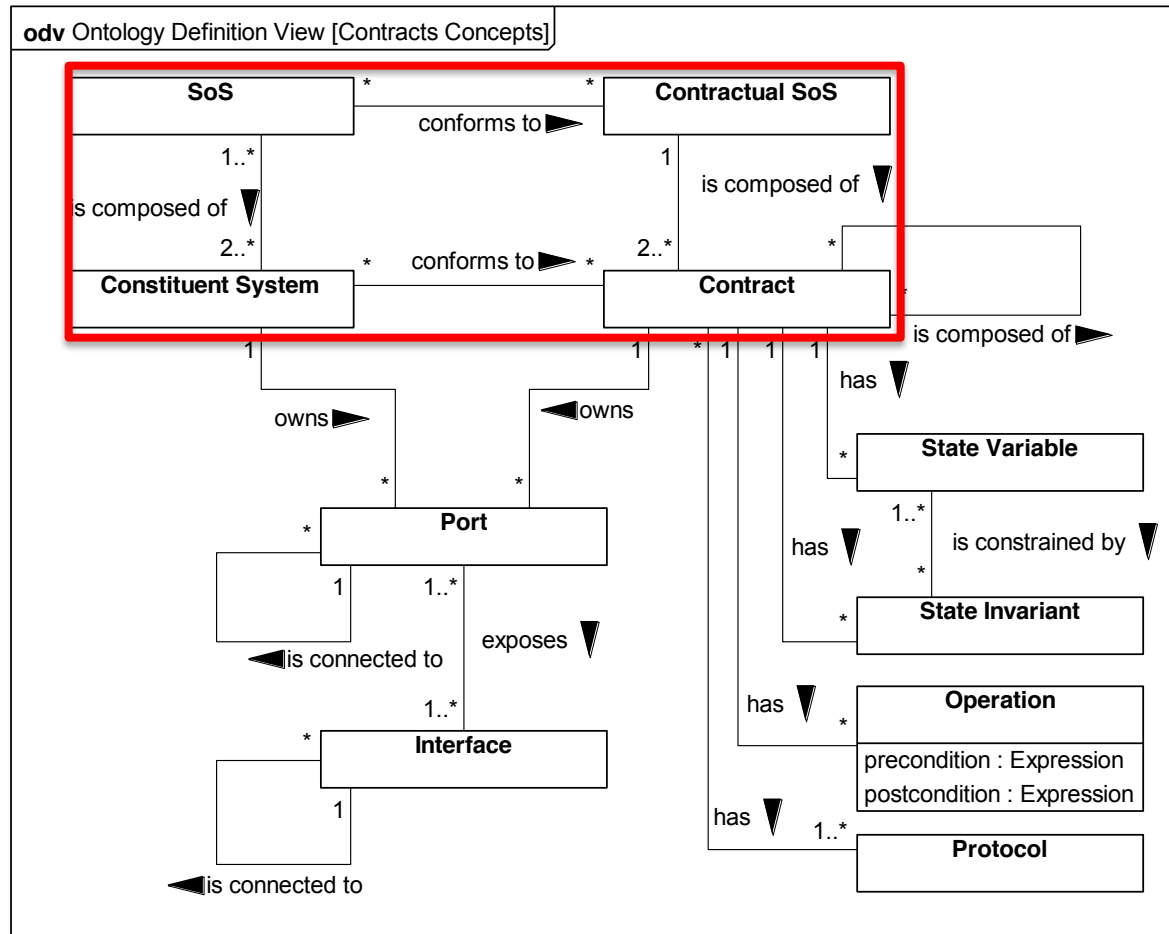 odv Ontology Definition View [Contracts Concepts]
SoS
*
*
Contractual SoS
conforms to
1..*
1
is composed of
is composed of
2..*
*
conforms to
*
2..*
*
Constituent System
Contract
*
is composed of
1
1
*
1
1
1
has
owns
owns
State Variable
*
*
*
Port
1..*
*
is constrained by
has
*
1
1..*
State Invariant
*
exposes
is connected to
Operation
has
*
precondition : Expression
postcondition : Expression
1..*
Interface
*
1
has
1..*
Protocol
is connected to